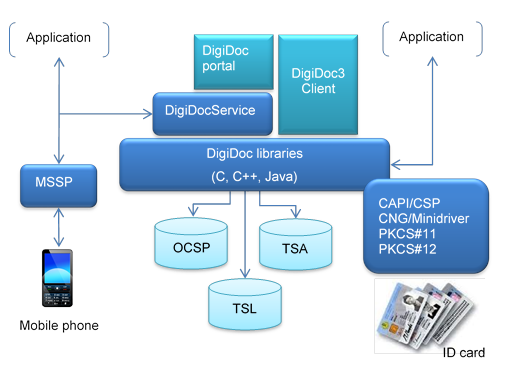 Application
DigiDoc
portal
DigiDoc3
Client
Application
DigiDocService
DigiDoc libraries
(C, C++, Java)
MSSP
CAPI/CSP
CNG/Minidriver
PKCS#11
PKCS#12
OCSP
TSA
TSL
Mobile phone
ID card